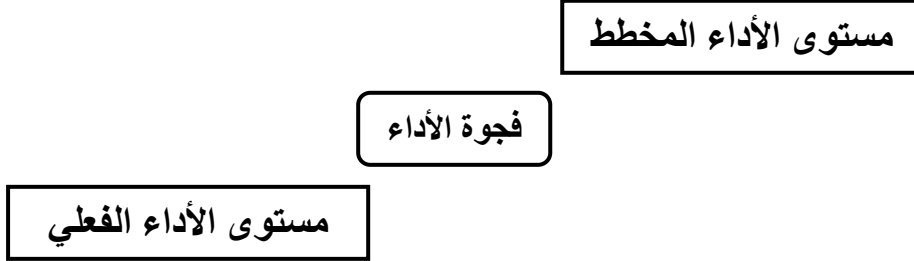 مستوى الأداء المخطط
فجوة الأداء
مستوى الأداء الفعلي